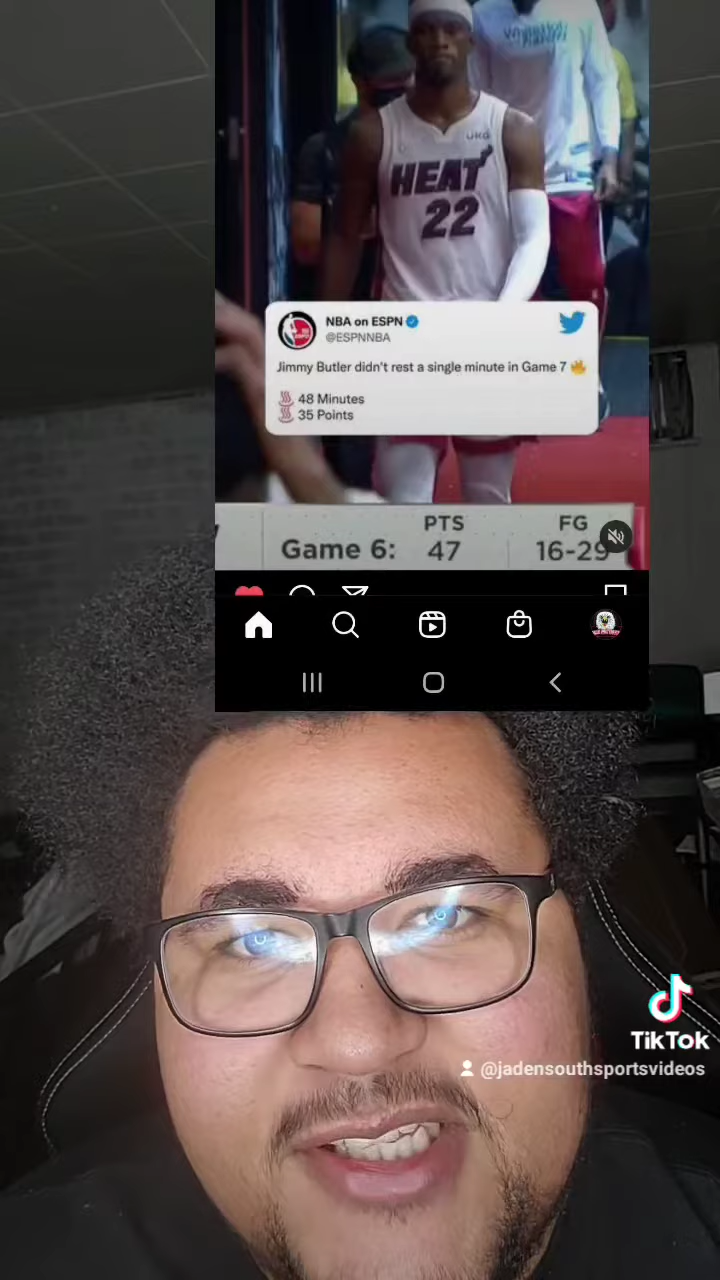 UKG
HEAT
22
NBA on ESPN
@ESPNNBA
Jimmy Butler didn't rest a single minute in Game 7 🔥
48 Minutes
35 Points
PTS
FG
Game 6:
47
16-29
TikTok
@jadensouthsportsvideos